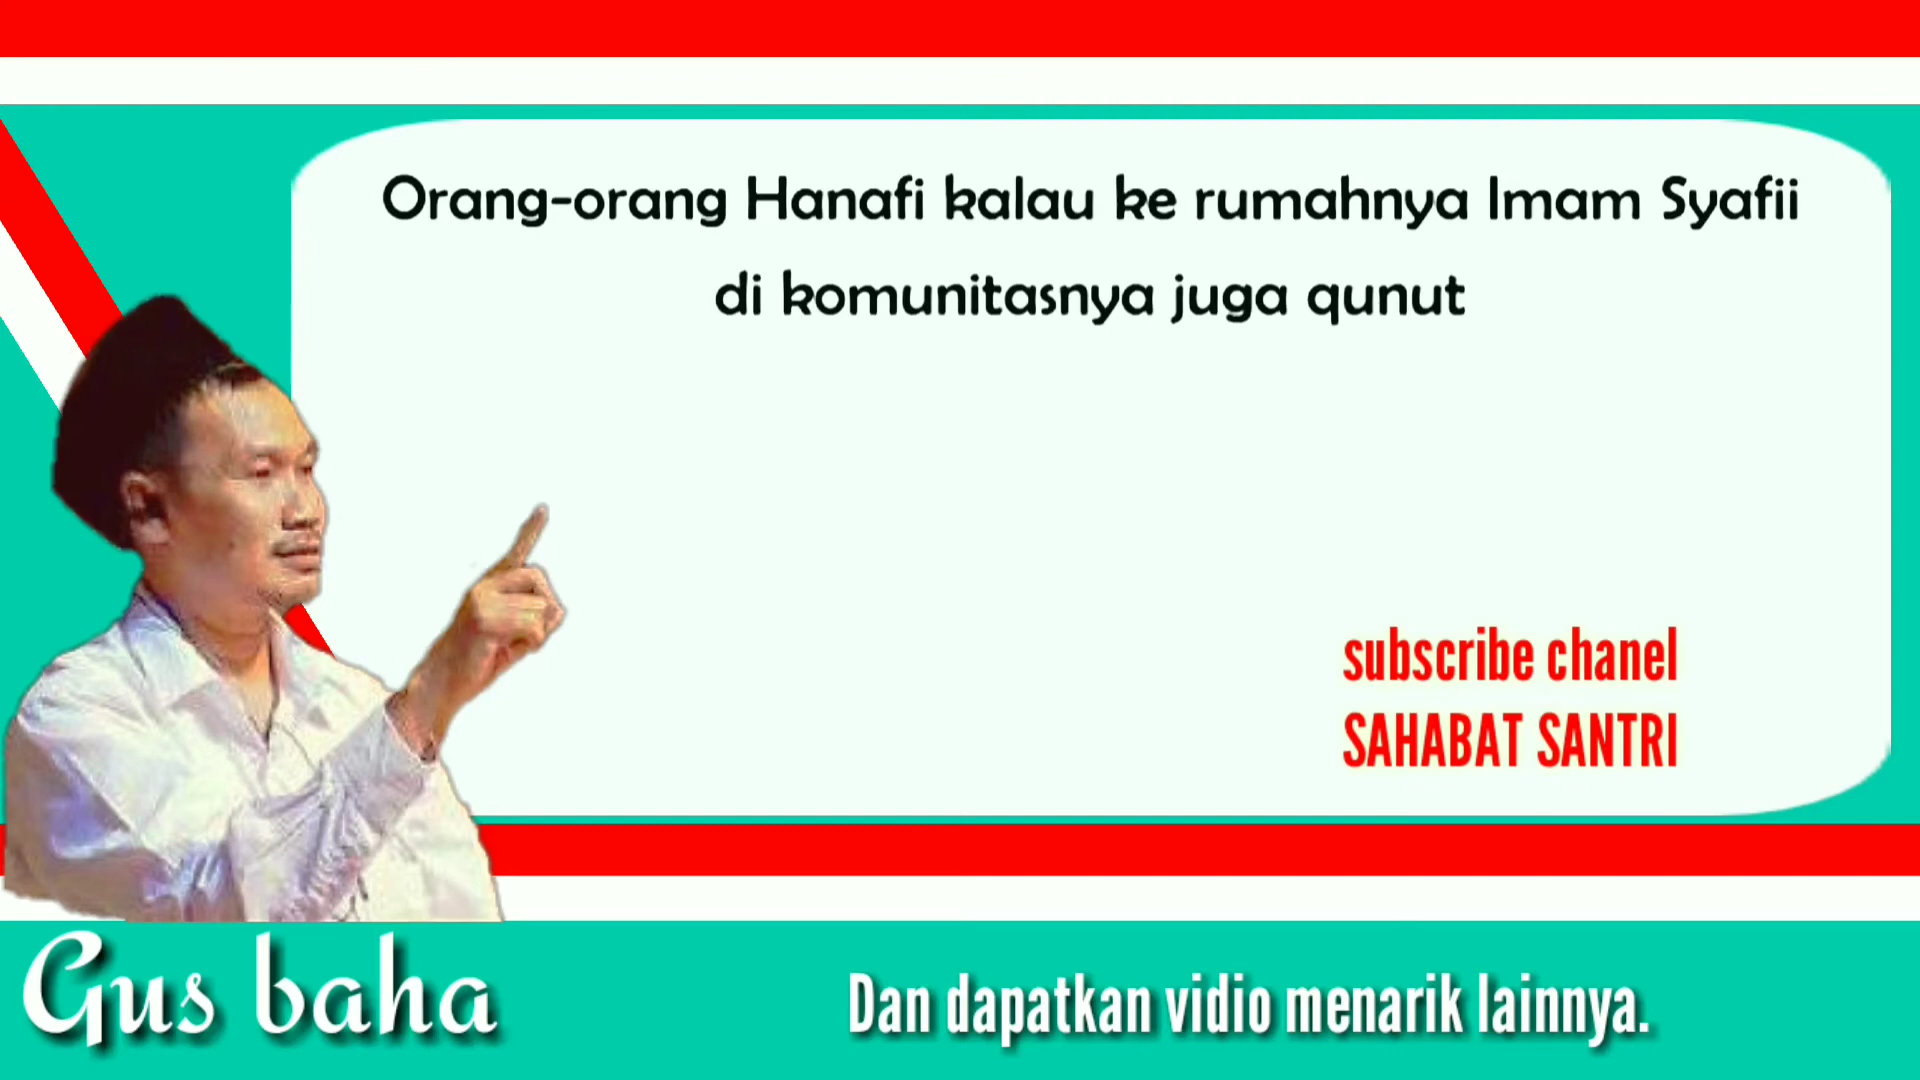 Orang-orang Hanafi kalau ke rumahnya Imam Syafii
di komunitasnya juga qunut
subscribe chanel
SAHABAT SANTRI
Gus baha
Dan dapatkan vidio menarik lainnya.